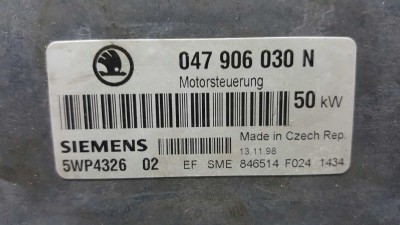 047 906 030 N
Motorsteuerung
50 kW
SIEMENS
Made in Czech Rep.
13.11.98
5WP4326 02 EF SME 846514 F024 1434